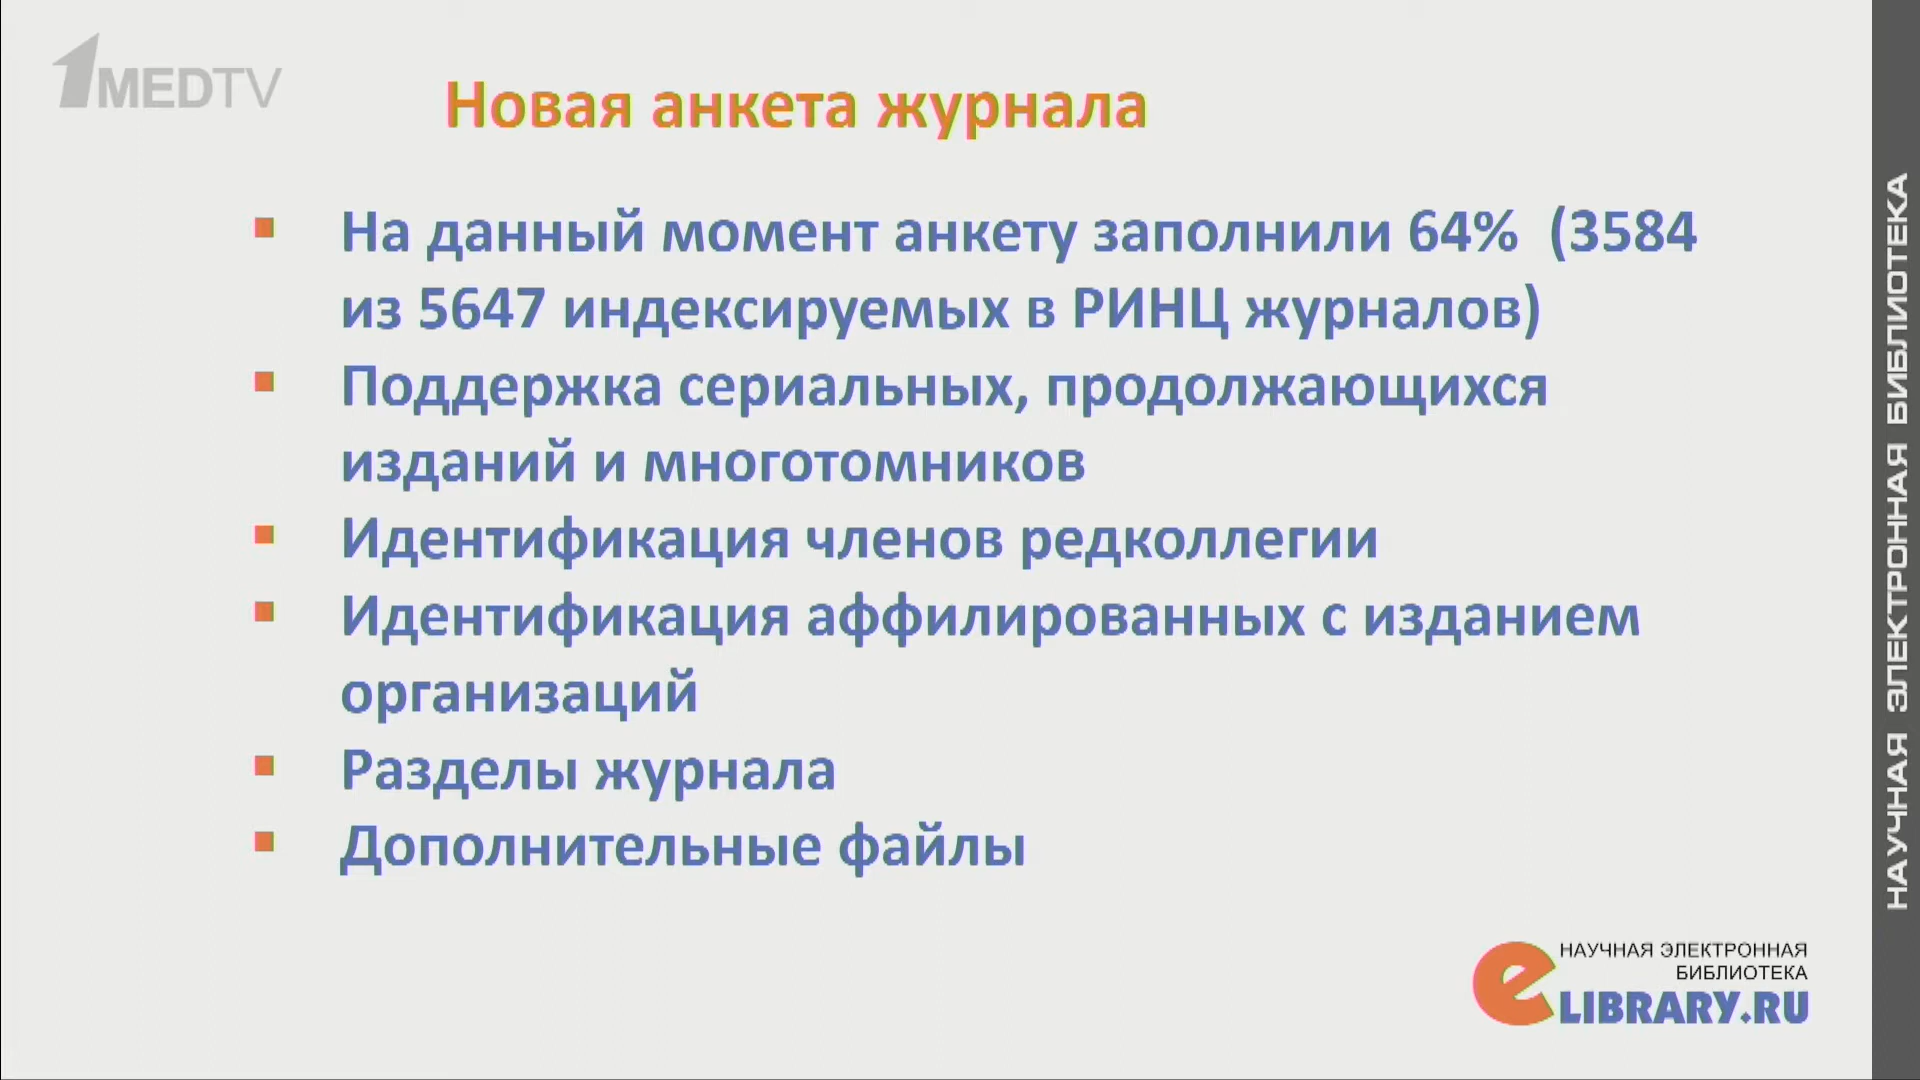 1MEDTV
Новая анкета журнала
▪ На данный момент анкету заполнили 64% (3584
из 5647 индексируемых в РИНЦ журналов)
▪ Поддержка сериальных, продолжающихся
изданий и многотомников
▪ Идентификация членов редколлегии
▪ Идентификация аффилированных с изданием
организаций
▪ Разделы журнала
▪ Дополнительные файлы
НАУЧНАЯ ЭЛЕКТРОННАЯ
БИБЛИОТЕКА
eLIBRARY.RU
НАУЧНАЯ ЭЛЕКТРОННАЯ БИБЛИОТЕКА